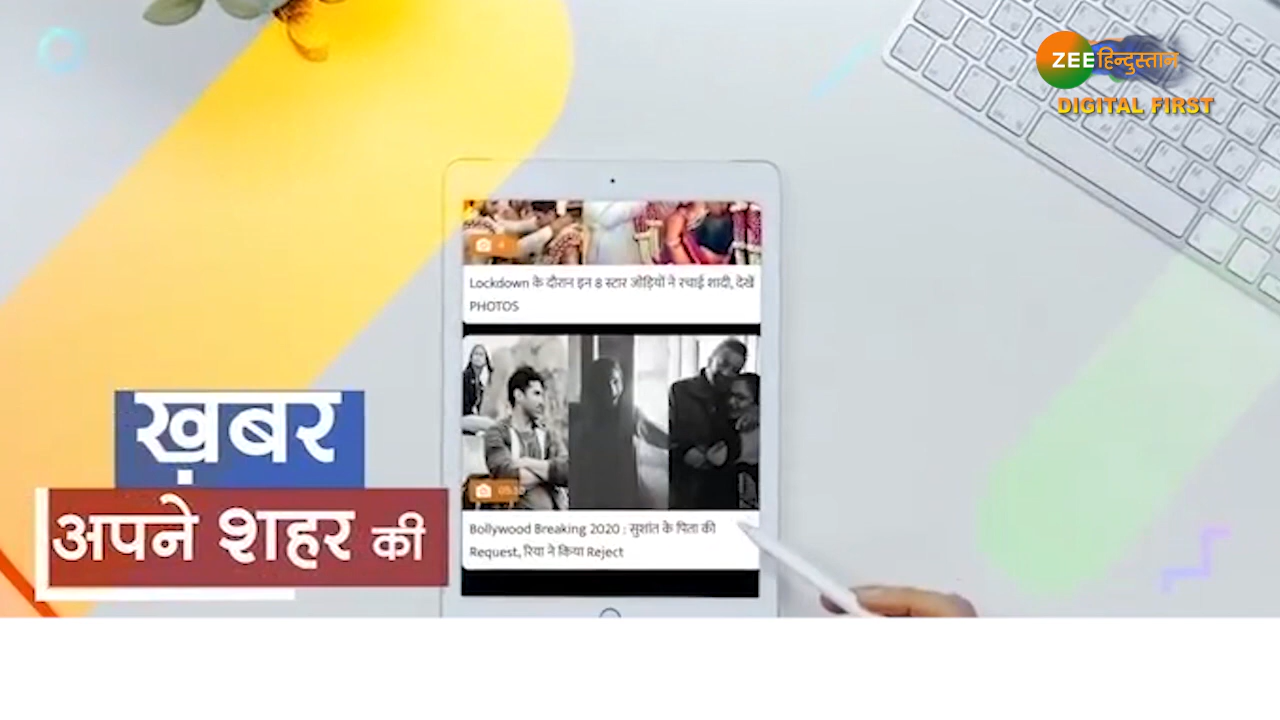 ZEE हिन्दुस्तान
DIGITAL FIRST
Lockdown के दौरान इन 8 स्टार जोड़ियों ने रचाई शादी, देखें
PHOTOS
ख़बर
अपने शहर की
Bollywood Breaking 2020 : सुशांत के पिता की
Request, रिया ने किया Reject